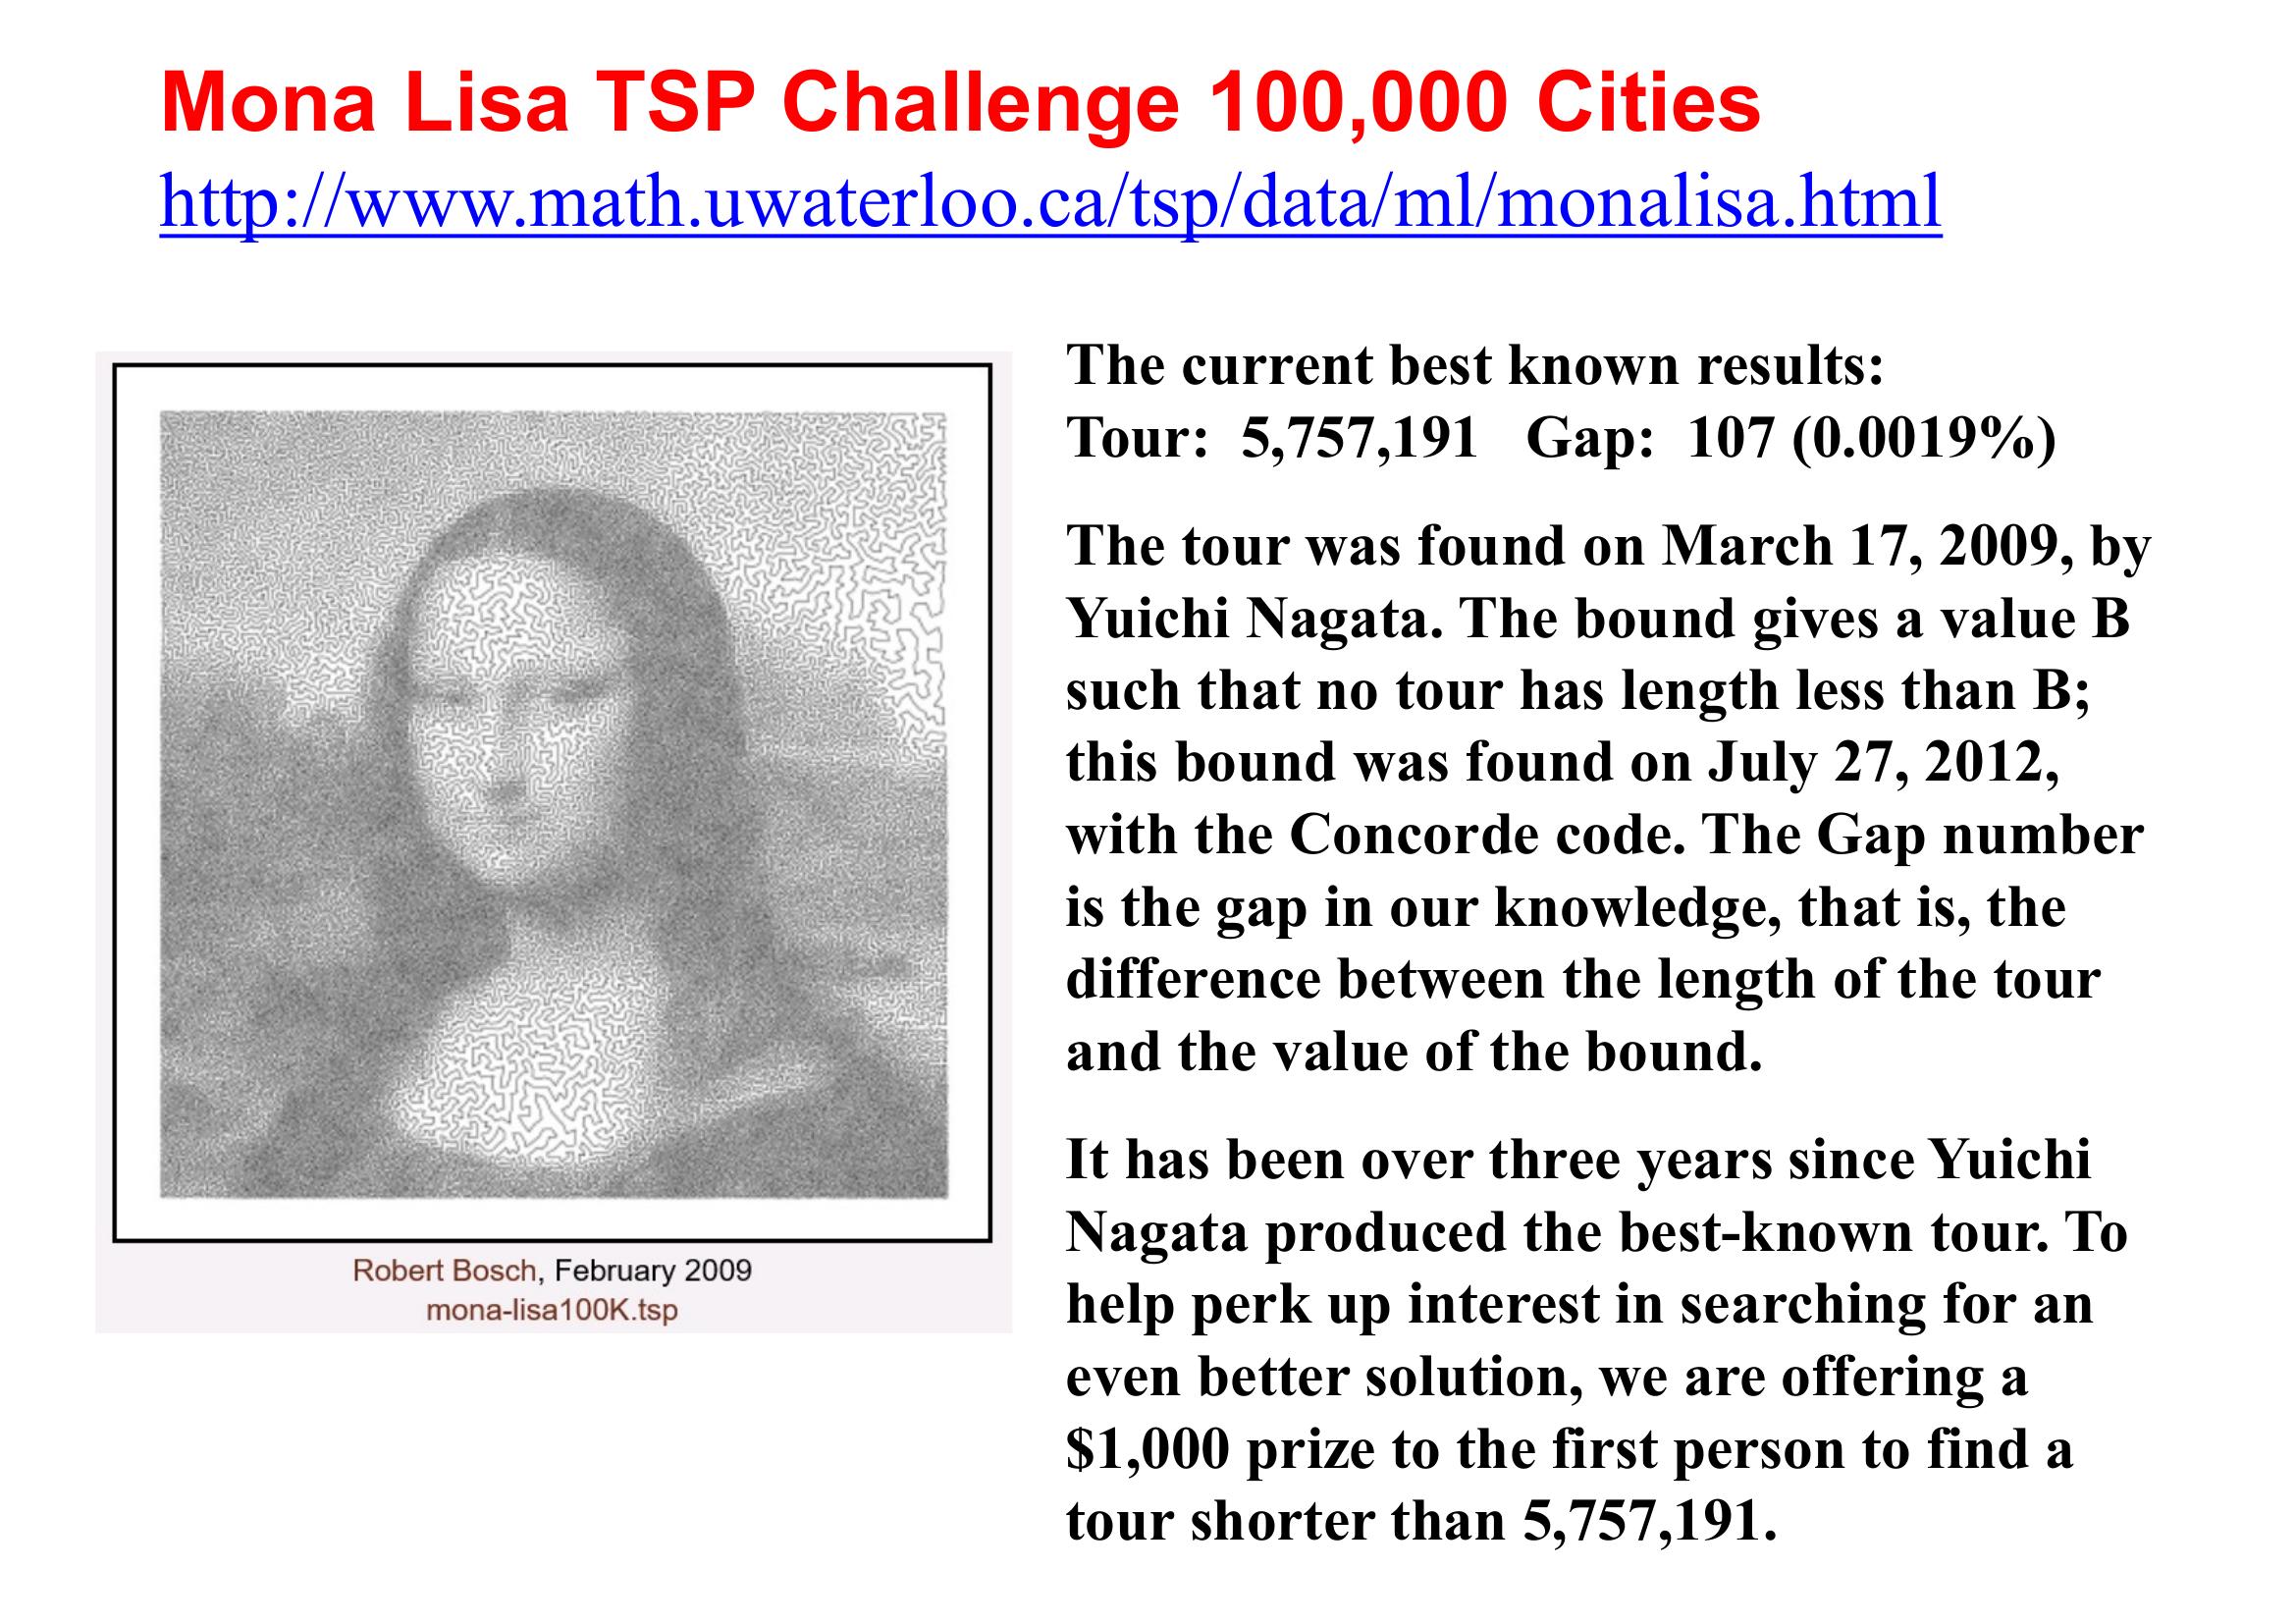 Mona Lisa TSP Challenge 100,000 Cities
http://www.math.uwaterloo.ca/tsp/data/ml/monalisa.html
Robert Bosch, February 2009
mona-lisa100K.tsp
The current best known results:
Tour: 5,757,191 Gap: 107 (0.0019%)
The tour was found on March 17, 2009, by
Yuichi Nagata. The bound gives a value B
such that no tour has length less than B;
this bound was found on July 27, 2012,
with the Concorde code. The Gap number
is the gap in our knowledge, that is, the
difference between the length of the tour
and the value of the bound.
It has been over three years since Yuichi
Nagata produced the best-known tour. To
help perk up interest in searching for an
even better solution, we are offering a
$1,000 prize to the first person to find a
tour shorter than 5,757,191.